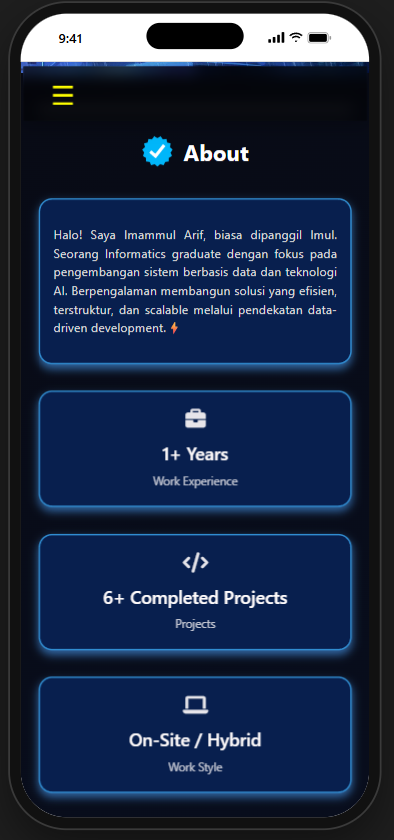 9:41
About
Halo! Saya Imammul Arif, biasa dipanggil Imul.
Seorang Informatics graduate dengan fokus pada
pengembangan sistem berbasis data dan teknologi
AI. Berpengalaman membangun solusi yang efisien,
terstruktur, dan scalable melalui pendekatan data-
driven development. ⚡
1+ Years
Work Experience
6+ Completed Projects
Projects
On-Site / Hybrid
Work Style